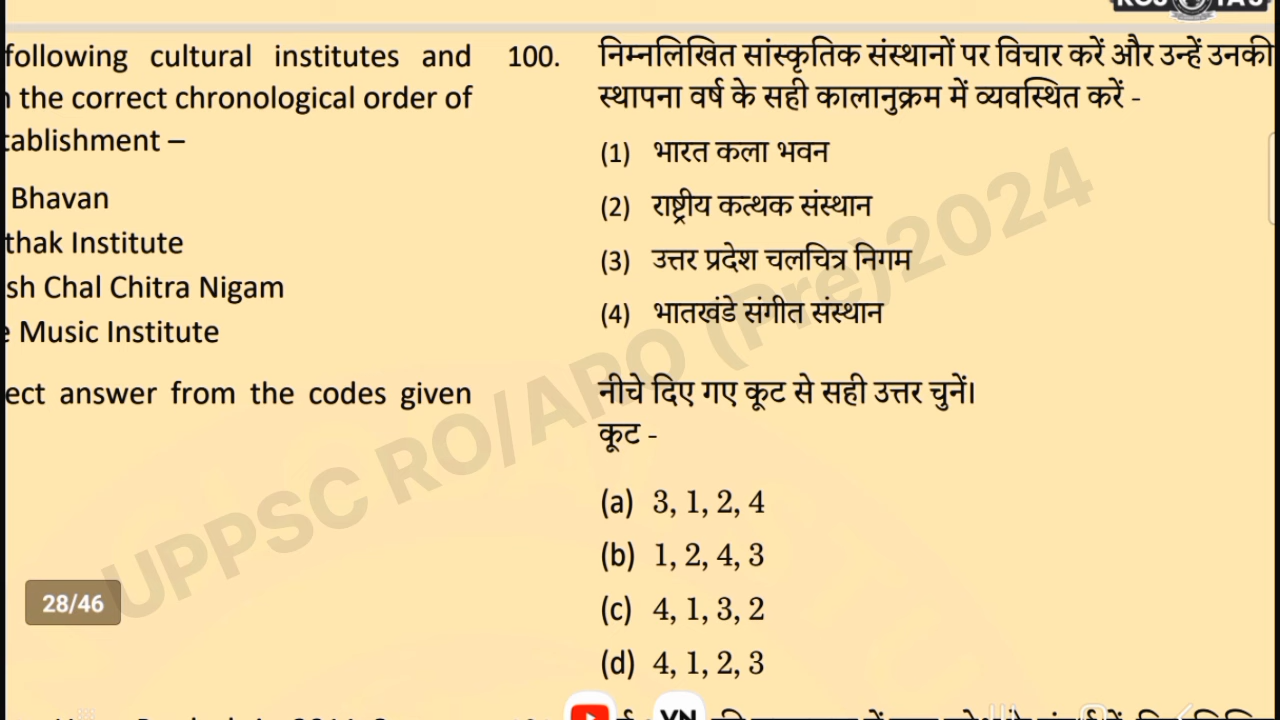 following cultural institutes and
the correct chronological order of
tablishment –
Bhavan
thak Institute
sh Chal Chitra Nigam
Music Institute
ect answer from the codes given
100. निम्नलिखित सांस्कृतिक संस्थानों पर विचार करें और उन्हें उनकी
स्थापना वर्ष के सही कालानुक्रम में व्यवस्थित करें -
(1) भारत कला भवन
(2) राष्ट्रीय कत्थक संस्थान
(3) उत्तर प्रदेश चलचित्र निगम
(4) भातखंडे संगीत संस्थान
नीचे दिए गए कूट से सही उत्तर चुनें।
कूट -
(a) 3, 1, 2, 4
(b) 1, 2, 4, 3
(c) 4, 1, 3, 2
(d) 4, 1, 2, 3
UPPSC RO/ARO (Pre) 2024
28/46
VN